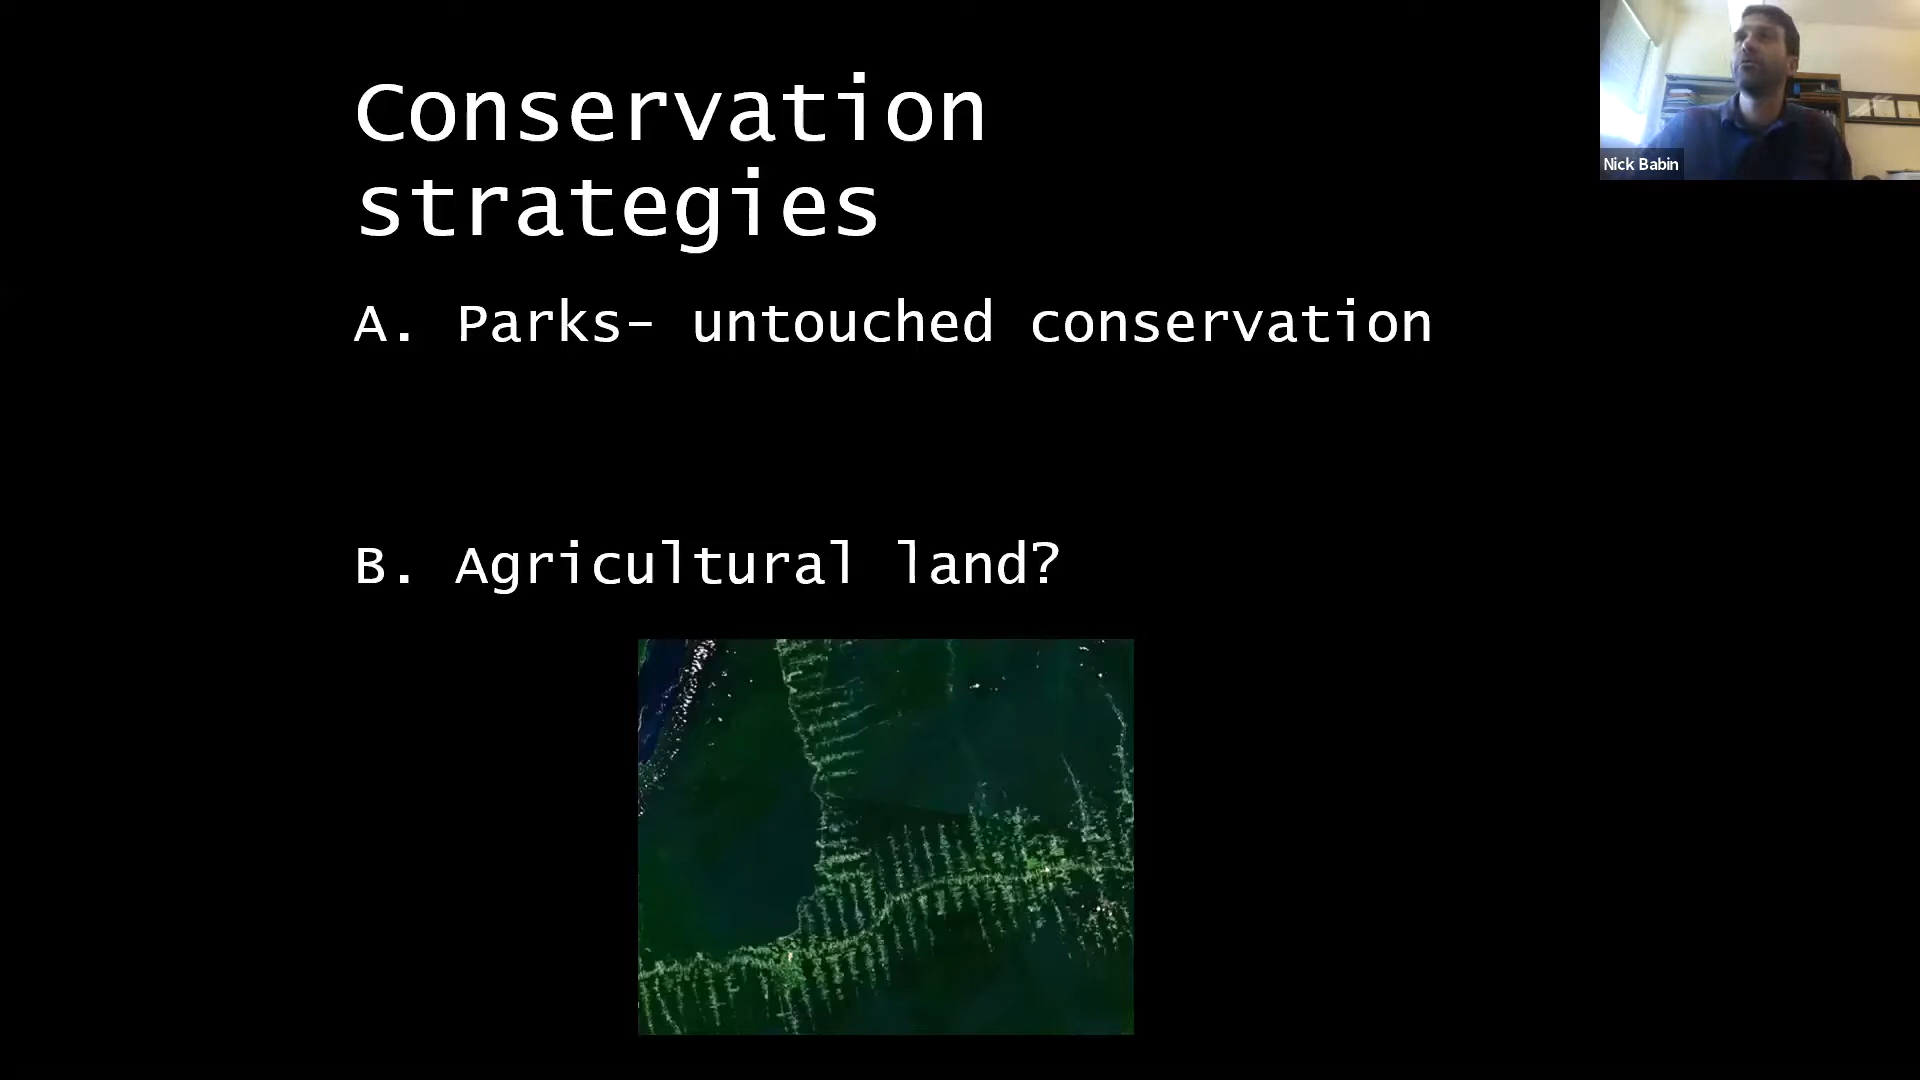 Conservation
strategies
A. Parks- untouched conservation
B. Agricultural land?
Nick Babin